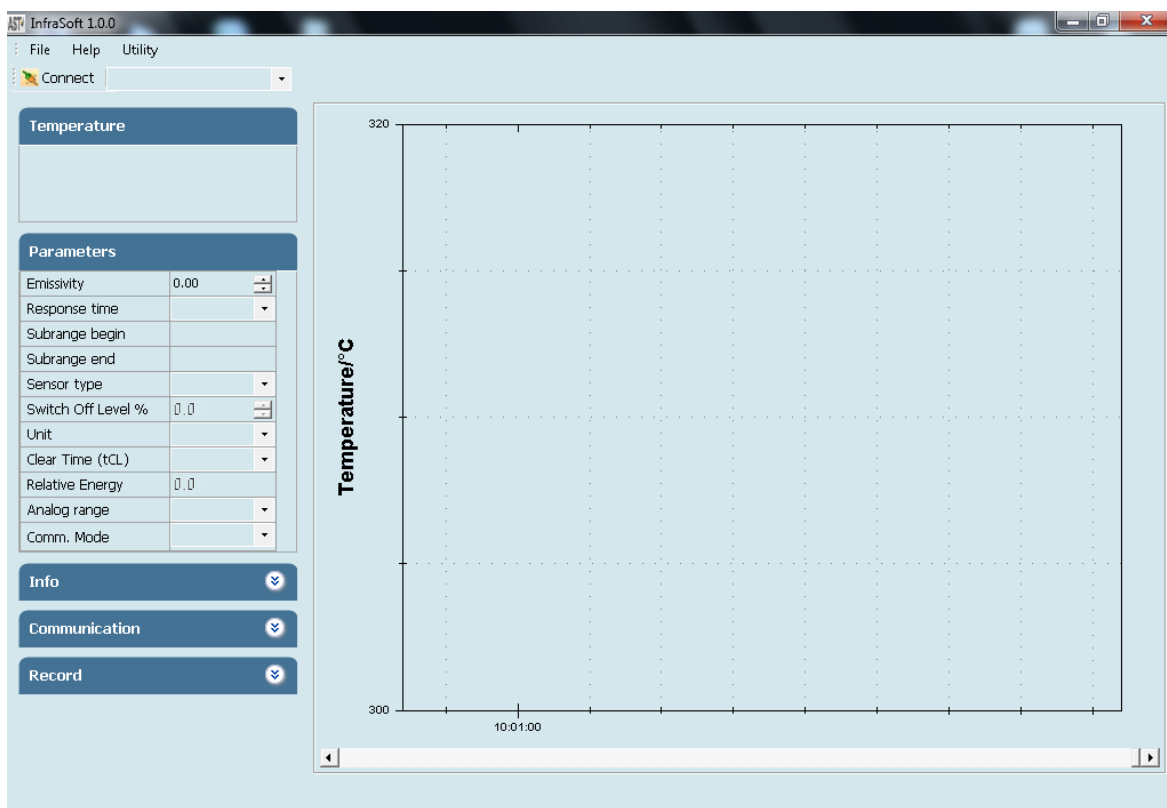 AST InfraSoft 1.0.0
File Help Utility
Connect
Temperature
Parameters
Emissivity 0.00
Response time
Subrange begin
Subrange end
Sensor type
Switch Off Level % 0.0
Unit
Clear Time (tCL)
Relative Energy 0.0
Analog range
Comm. Mode
Info
Communication
Record
320
Temperature/°C
300
10:01:00